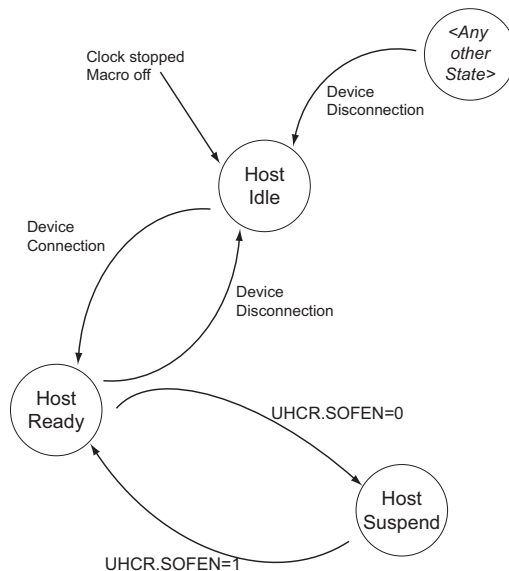 <Any
other
State>
Clock stopped
Macro off
Device
Disconnection
Host
Idle
Device
Connection
Device
Disconnection
Host
Ready
UHCR.SOFEN=0
Host
Suspend
UHCR.SOFEN=1